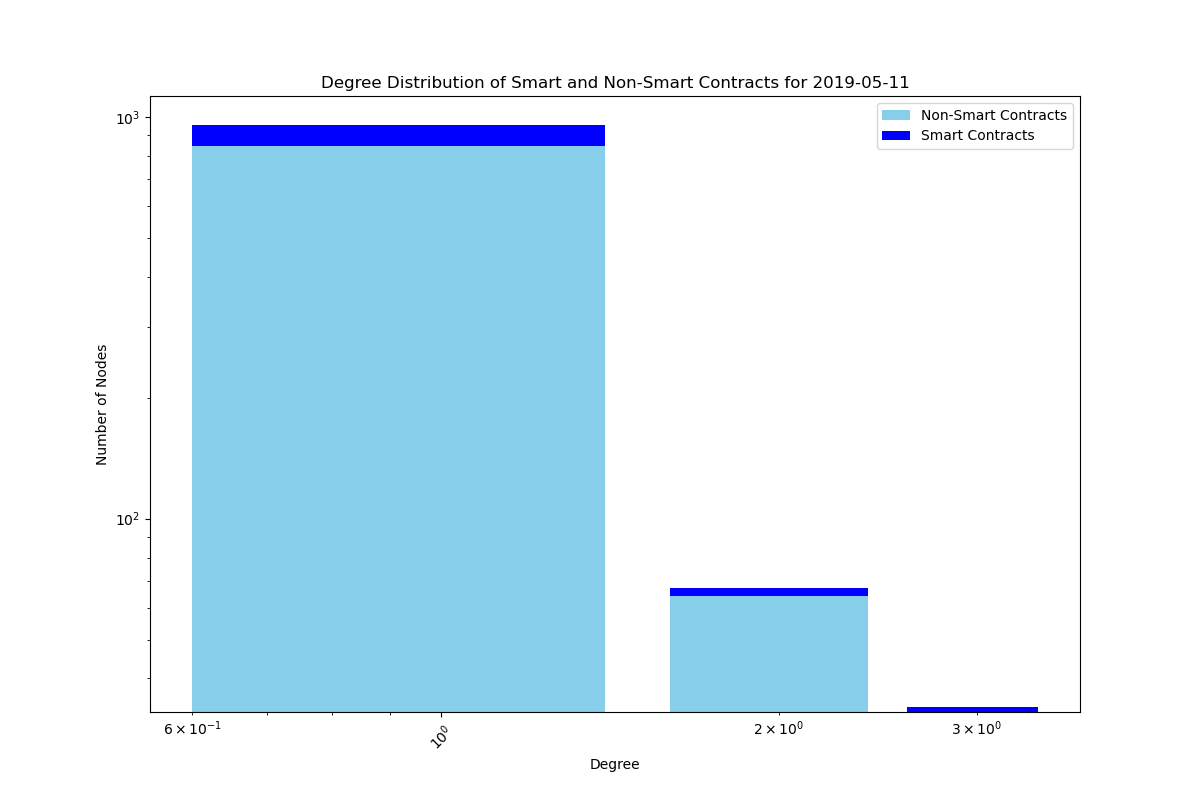 Degree Distribution of Smart and Non-Smart Contracts for 2019-05-11
Non-Smart Contracts
Smart Contracts
Number of Nodes
10³
10²
6 × 10⁻¹
10⁰
2 × 10⁰
3 × 10⁰
Degree